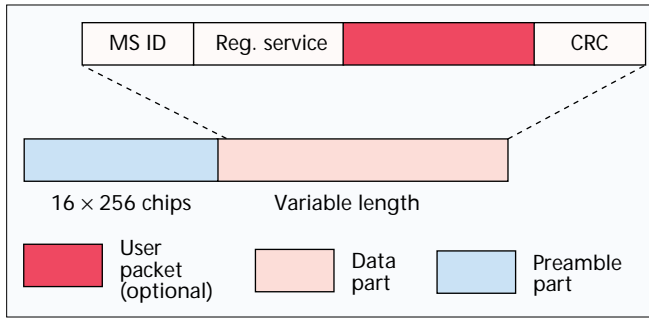 MS ID
Reg. service
CRC
16 × 256 chips
Variable length
User
packet
(optional)
Data
part
Preamble
part